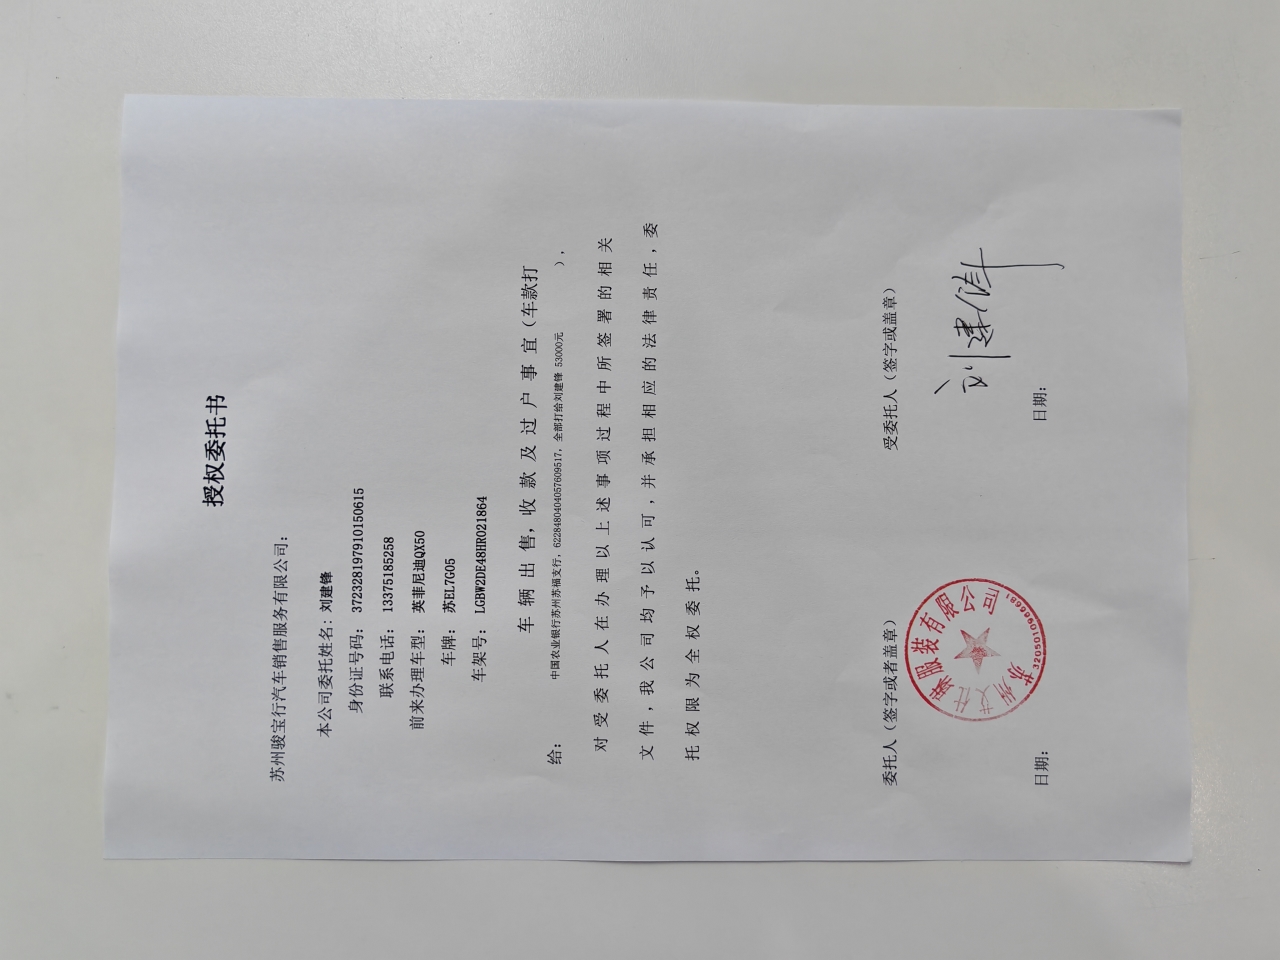 授权委托书
苏州骏宝行汽车销售服务有限公司：
本公司委托姓名：刘建锋
身份证号码：372328197910150615
联系电话：13375185258
前来办理车型：英菲尼迪QX50
车牌：苏EL7G05
车架号：LGBW2DE48HR021864
车辆出售，收款及过户事宜（车款打
给：中国农业银行苏州苏福支行，6228480404057609517，全部打给刘建锋 53000元 ），
对受委托人在办理以上述事项过程中所签署的相关
文件，我公司均予以认可，并承担相应的法律责任，委
托权限为全权委托。
委托人（签字或者盖章） 受委托人（签字或盖章）
服装有限公司
刘建锋
日期： 日期：